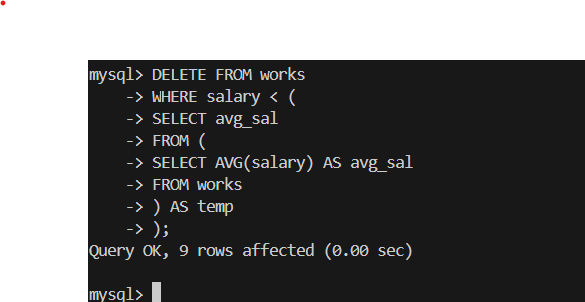 mysql> DELETE FROM works
-> WHERE salary < (
-> SELECT avg_sal
-> FROM (
-> SELECT AVG(salary) AS avg_sal
-> FROM works
-> ) AS temp
-> );
Query OK, 9 rows affected (0.00 sec)
mysql>